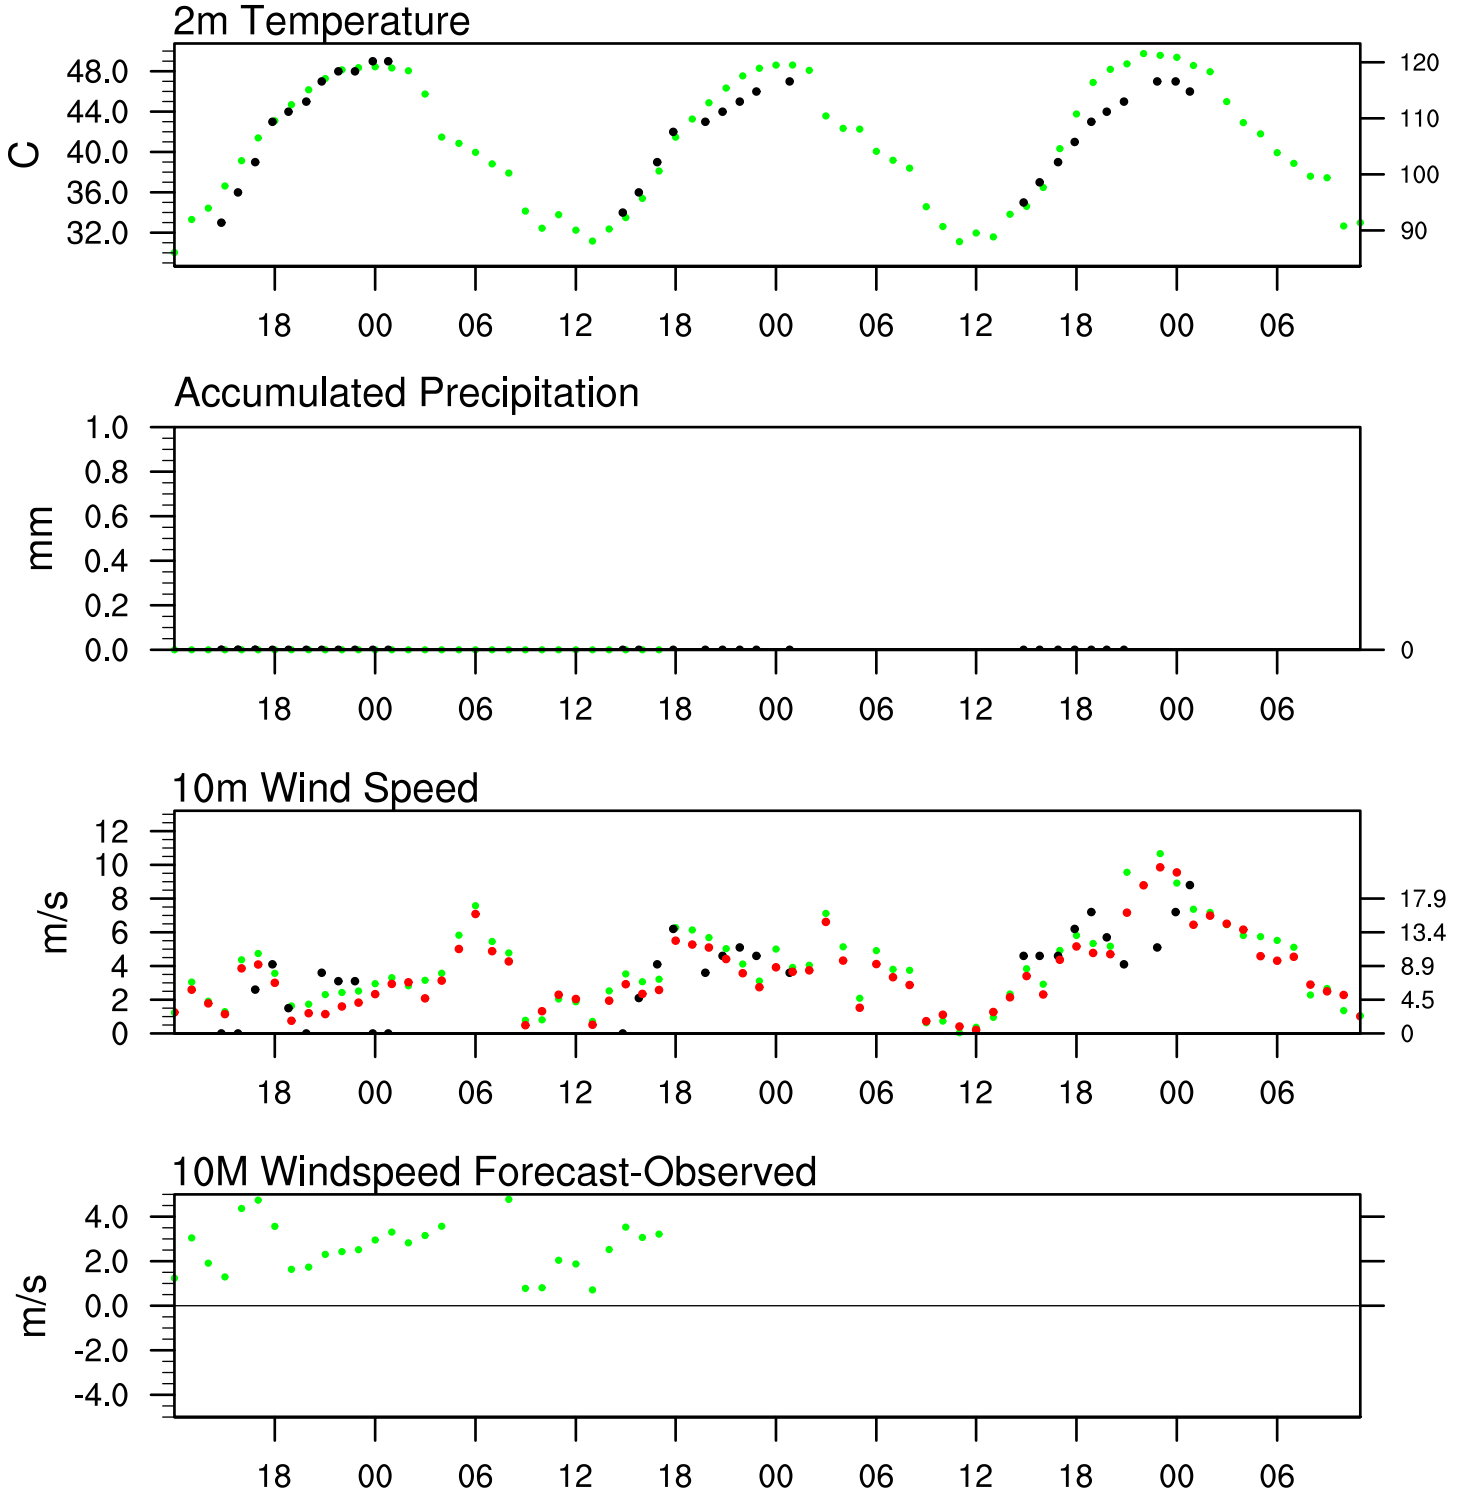 2m Temperature
C
48.0
44.0
40.0
36.0
32.0
120
110
100
90
18 00 06 12 18 00 06 12 18 00 06
Accumulated Precipitation
mm
1.0
0.8
0.6
0.4
0.2
0.0
0
18 00 06 12 18 00 06 12 18 00 06
10m Wind Speed
m/s
12
10
8
6
4
2
0
17.9
13.4
8.9
4.5
0
18 00 06 12 18 00 06 12 18 00 06
10M Windspeed Forecast-Observed
m/s
4.0
2.0
0.0
-2.0
-4.0
18 00 06 12 18 00 06 12 18 00 06